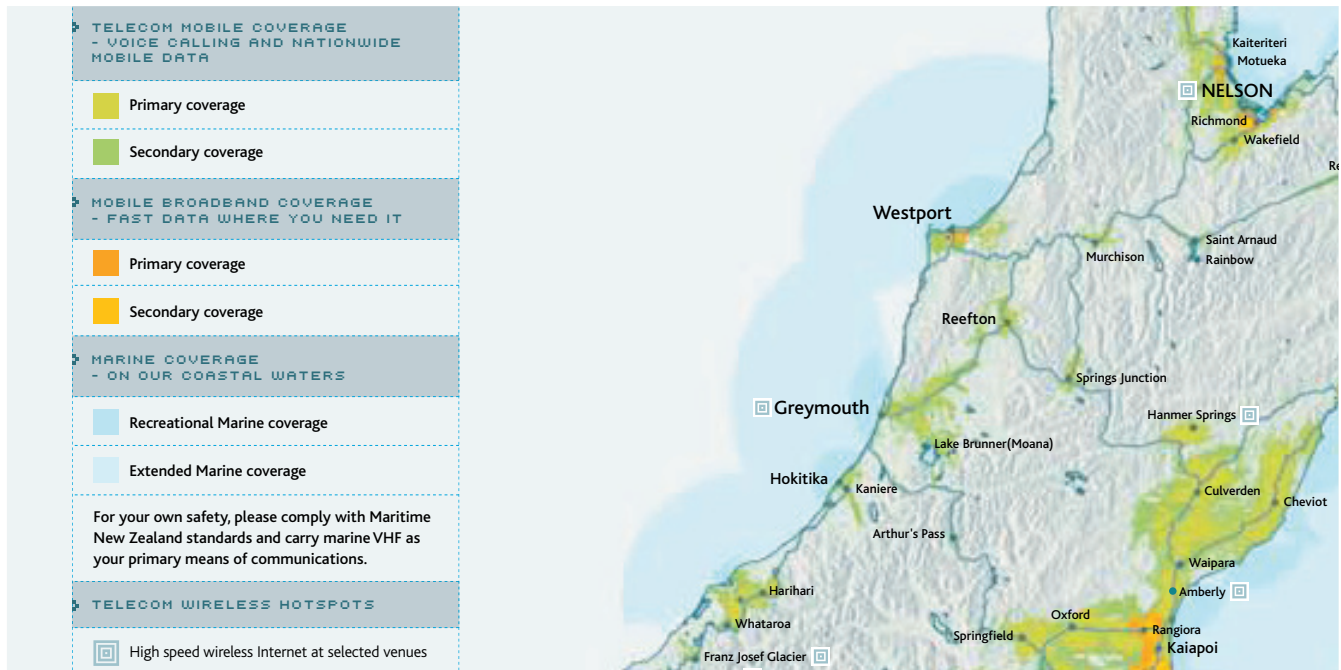 TELECOM MOBILE COVERAGE
- VOICE CALLING AND NATIONWIDE
MOBILE DATA
Primary coverage
Secondary coverage
MOBILE BROADBAND COVERAGE
- FAST DATA WHERE YOU NEED IT
Primary coverage
Secondary coverage
MARINE COVERAGE
- ON OUR COASTAL WATERS
Recreational Marine coverage
Extended Marine coverage
For your own safety, please comply with Maritime
New Zealand standards and carry marine VHF as
your primary means of communications.
TELECOM WIRELESS HOTSPOTS
High speed wireless Internet at selected venues
Kaiteriteri
Motueka
NELSON
Richmond
Wakefield
Re
Westport
Saint Arnaud
Murchison
Rainbow
Reefton
Springs Junction
Greymouth
Hanmer Springs
Lake Brunner(Moana)
Hokitika
Kaniere
Culverden
Cheviot
Arthur's Pass
Waipara
Harihari
Amberly
Oxford
Whataroa
Rangiora
Springfield
Kaiapoi
Franz Josef Glacier